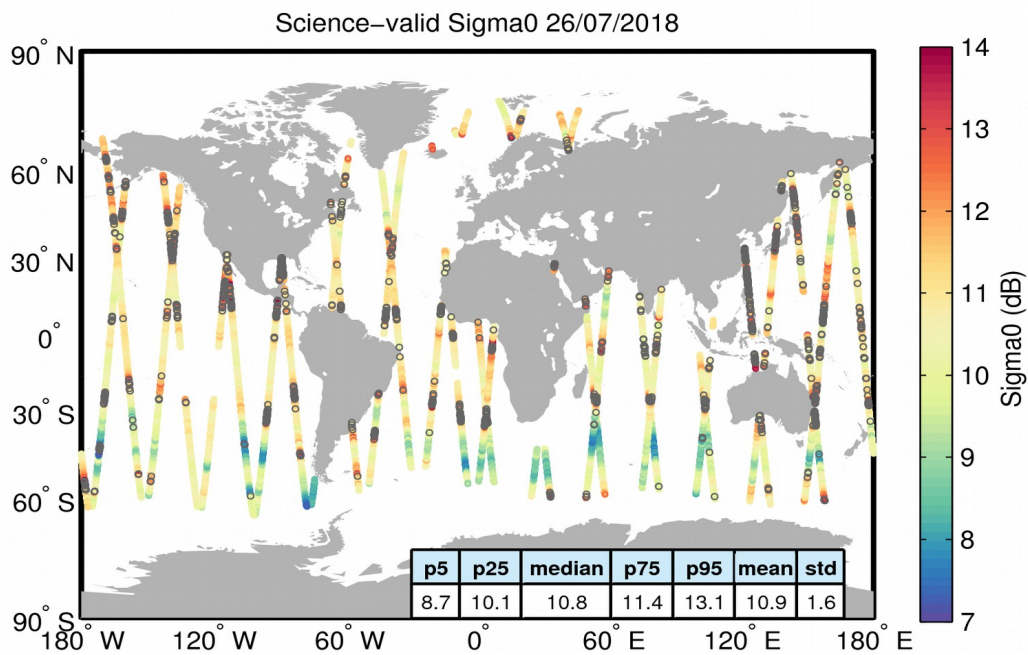 Science−valid Sigma0 26/07/2018
90° N
60° N
30° N
0°
30° S
60° S
90° S
180° W
120° W
60° W
0°
60° E
120° E
180° E
p5 p25 median p75 p95 mean std
8.7 10.1 10.8 11.4 13.1 10.9 1.6
14
13
12
11
10
9
8
7
Sigma0 (dB)